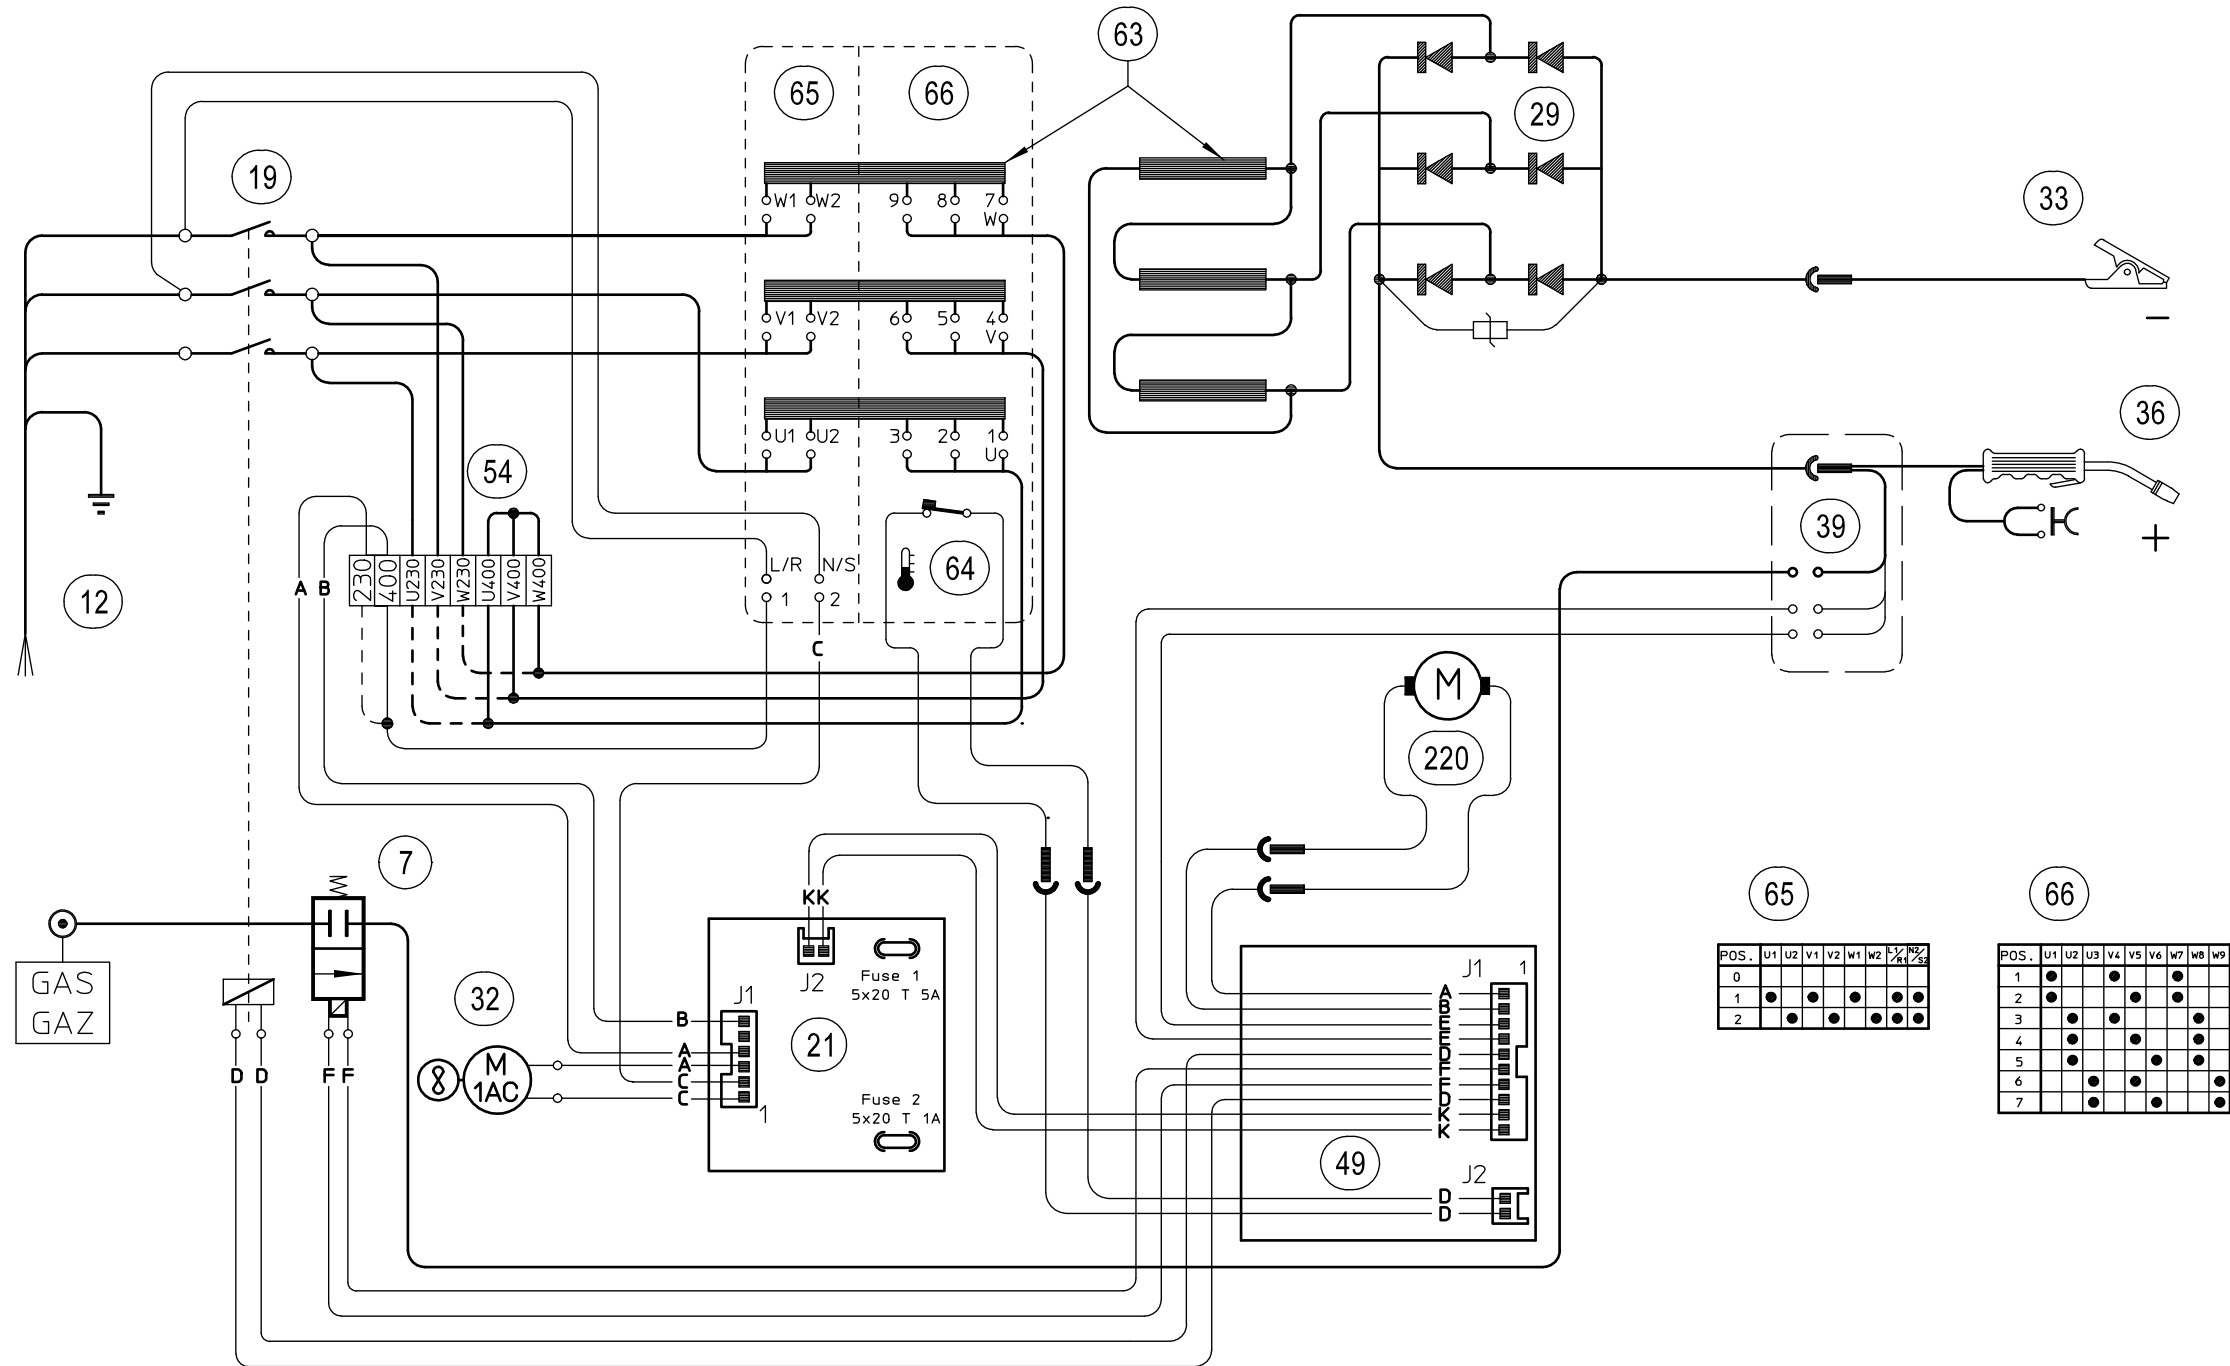 63
65
66
29
19
33
W1 W2 9 8 7
W
V1 V2 6 5 4
V
U1 U2 3 2 1
U
36
−
54
39
+
64
12
A B
230 400 U230 V230 W230 U400 V400 W400
L/R N/S
1 2
C
M
220
7
KK
GAS
GAZ
32
J2
Fuse 1
5x20 T 5A
J1
21
B
A
A
C
C
1
M
1AC
Fuse 2
5x20 T 1A
D D F F
J1 1
A
B
E
E
D
F
F
D
K
K
49
J2
D
D
65
POS. U1 U2 V1 V2 W1 W2 L1/R1 N2/S2
0
1
2
66
POS. U1 U2 U3 V4 V5 V6 W7 W8 W9
1
2
3
4
5
6
7